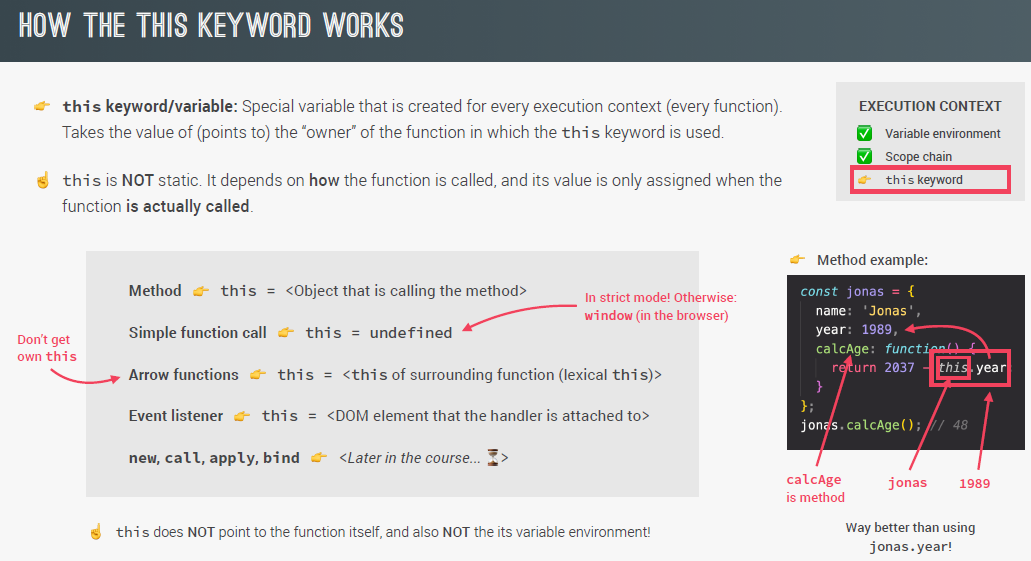 HOW THE THIS KEYWORD WORKS
👉 this keyword/variable: Special variable that is created for every execution context (every function).
Takes the value of (points to) the “owner” of the function in which the this keyword is used.
☝️ this is NOT static. It depends on how the function is called, and its value is only assigned when the
function is actually called.
EXECUTION CONTEXT
✅ Variable environment
✅ Scope chain
👉 this keyword
Method 👉 this = <Object that is calling the method>
Simple function call 👉 this = undefined
In strict mode! Otherwise:
window (in the browser)
Don’t get
own this
Arrow functions 👉 this = <this of surrounding function (lexical this)>
Event listener 👉 this = <DOM element that the handler is attached to>
new, call, apply, bind 👉 <Later in the course... ⏳>
☝️ this does NOT point to the function itself, and also NOT the its variable environment!
👉 Method example:
const jonas = {
name: 'Jonas',
year: 1989,
calcAge: function() {
return 2037 - this.year;
}
};
jonas.calcAge(); // 48
calcAge
is method
jonas
1989
Way better than using
jonas.year!